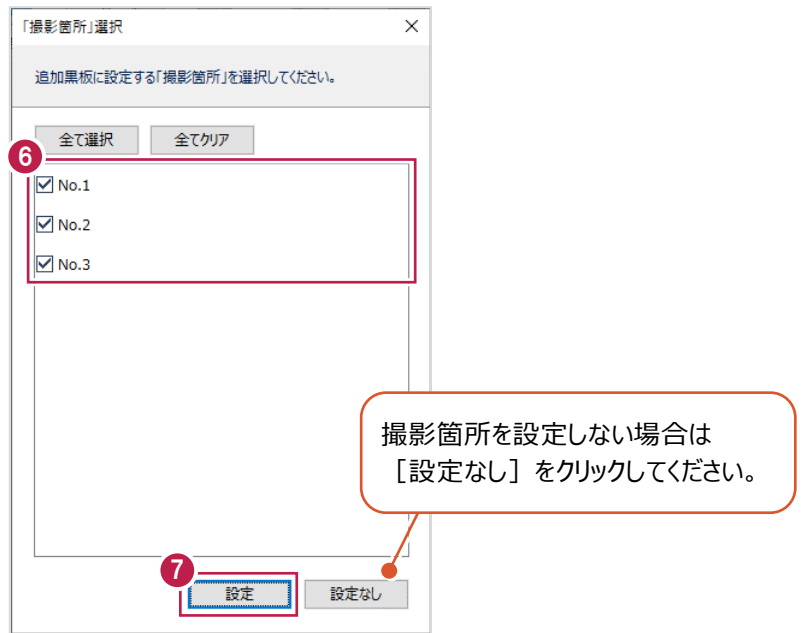 「撮影箇所」選択
追加黒板に設定する「撮影箇所」を選択してください。
全て選択 全てクリア
6
No.1
No.2
No.3
撮影箇所を設定しない場合は
［設定なし］をクリックしてください。
7
設定 設定なし